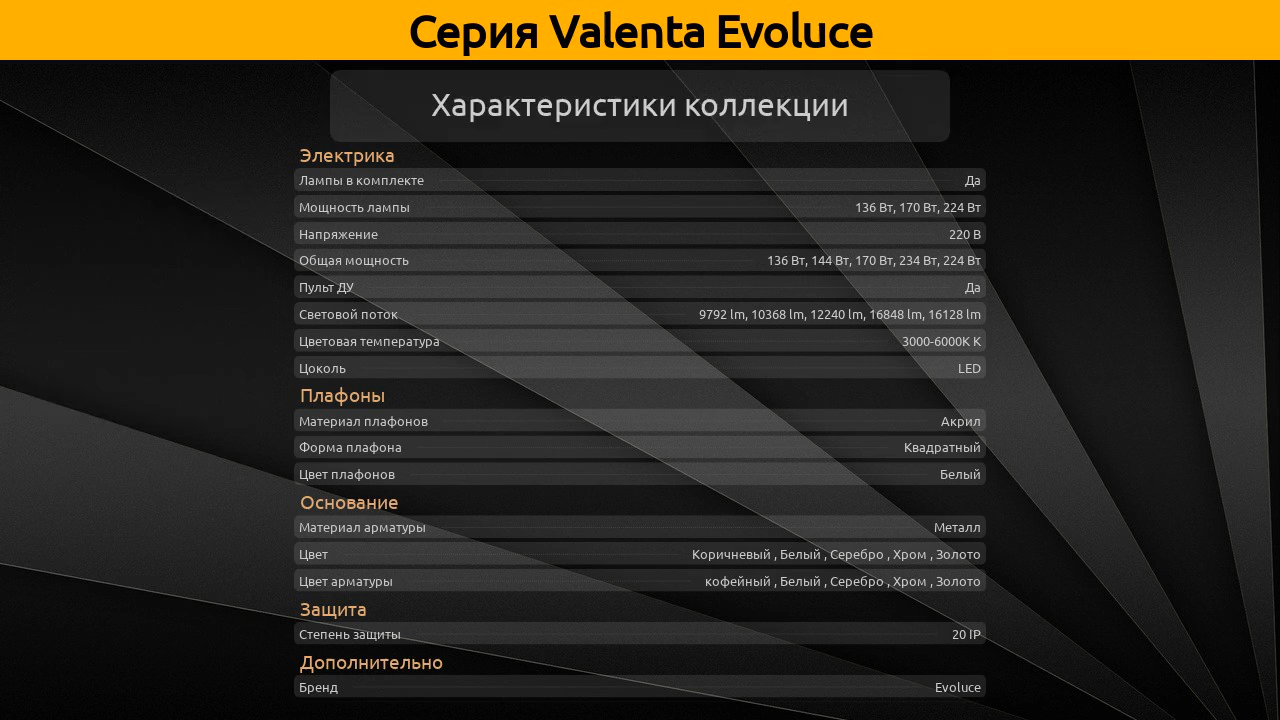 Серия Valenta Evoluce
Характеристики коллекции
Электрика
Лампы в комплекте Да
Мощность лампы 136 Вт, 170 Вт, 224 Вт
Напряжение 220 В
Общая мощность 136 Вт, 144 Вт, 170 Вт, 234 Вт, 224 Вт
Пульт ДУ Да
Световой поток 9792 lm, 10368 lm, 12240 lm, 16848 lm, 16128 lm
Цветовая температура 3000-6000К К
Цоколь LED
Плафоны
Материал плафонов Акрил
Форма плафона Квадратный
Цвет плафонов Белый
Основание
Материал арматуры Металл
Цвет Коричневый , Белый , Серебро , Хром , Золото
Цвет арматуры кофейный , Белый , Серебро , Хром , Золото
Защита
Степень защиты 20 IP
Дополнительно
Бренд Evoluce